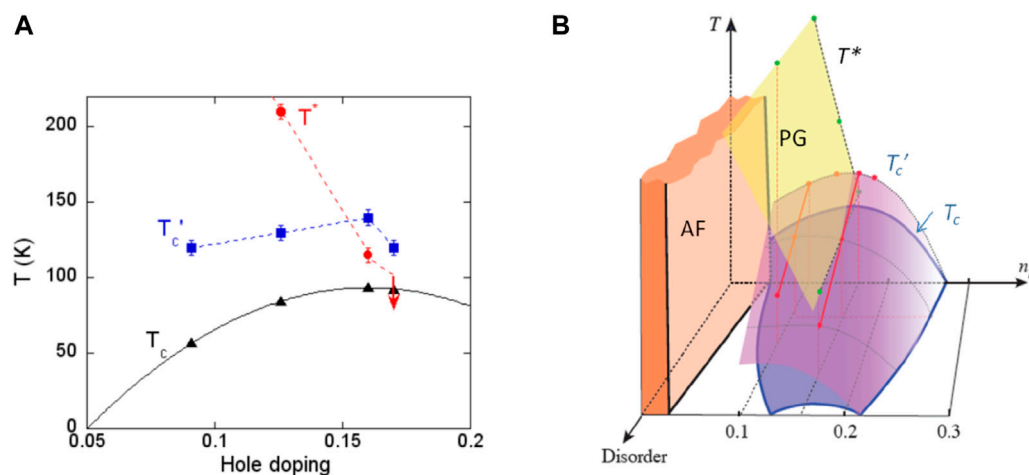 A
T (K)
200
150
100
50
0
0.05
0.1
0.15
0.2
Hole doping
T*
Tc'
Tc
B
T
T*
PG
AF
Tc'
Tc
n
0.1
0.2
0.3
Disorder